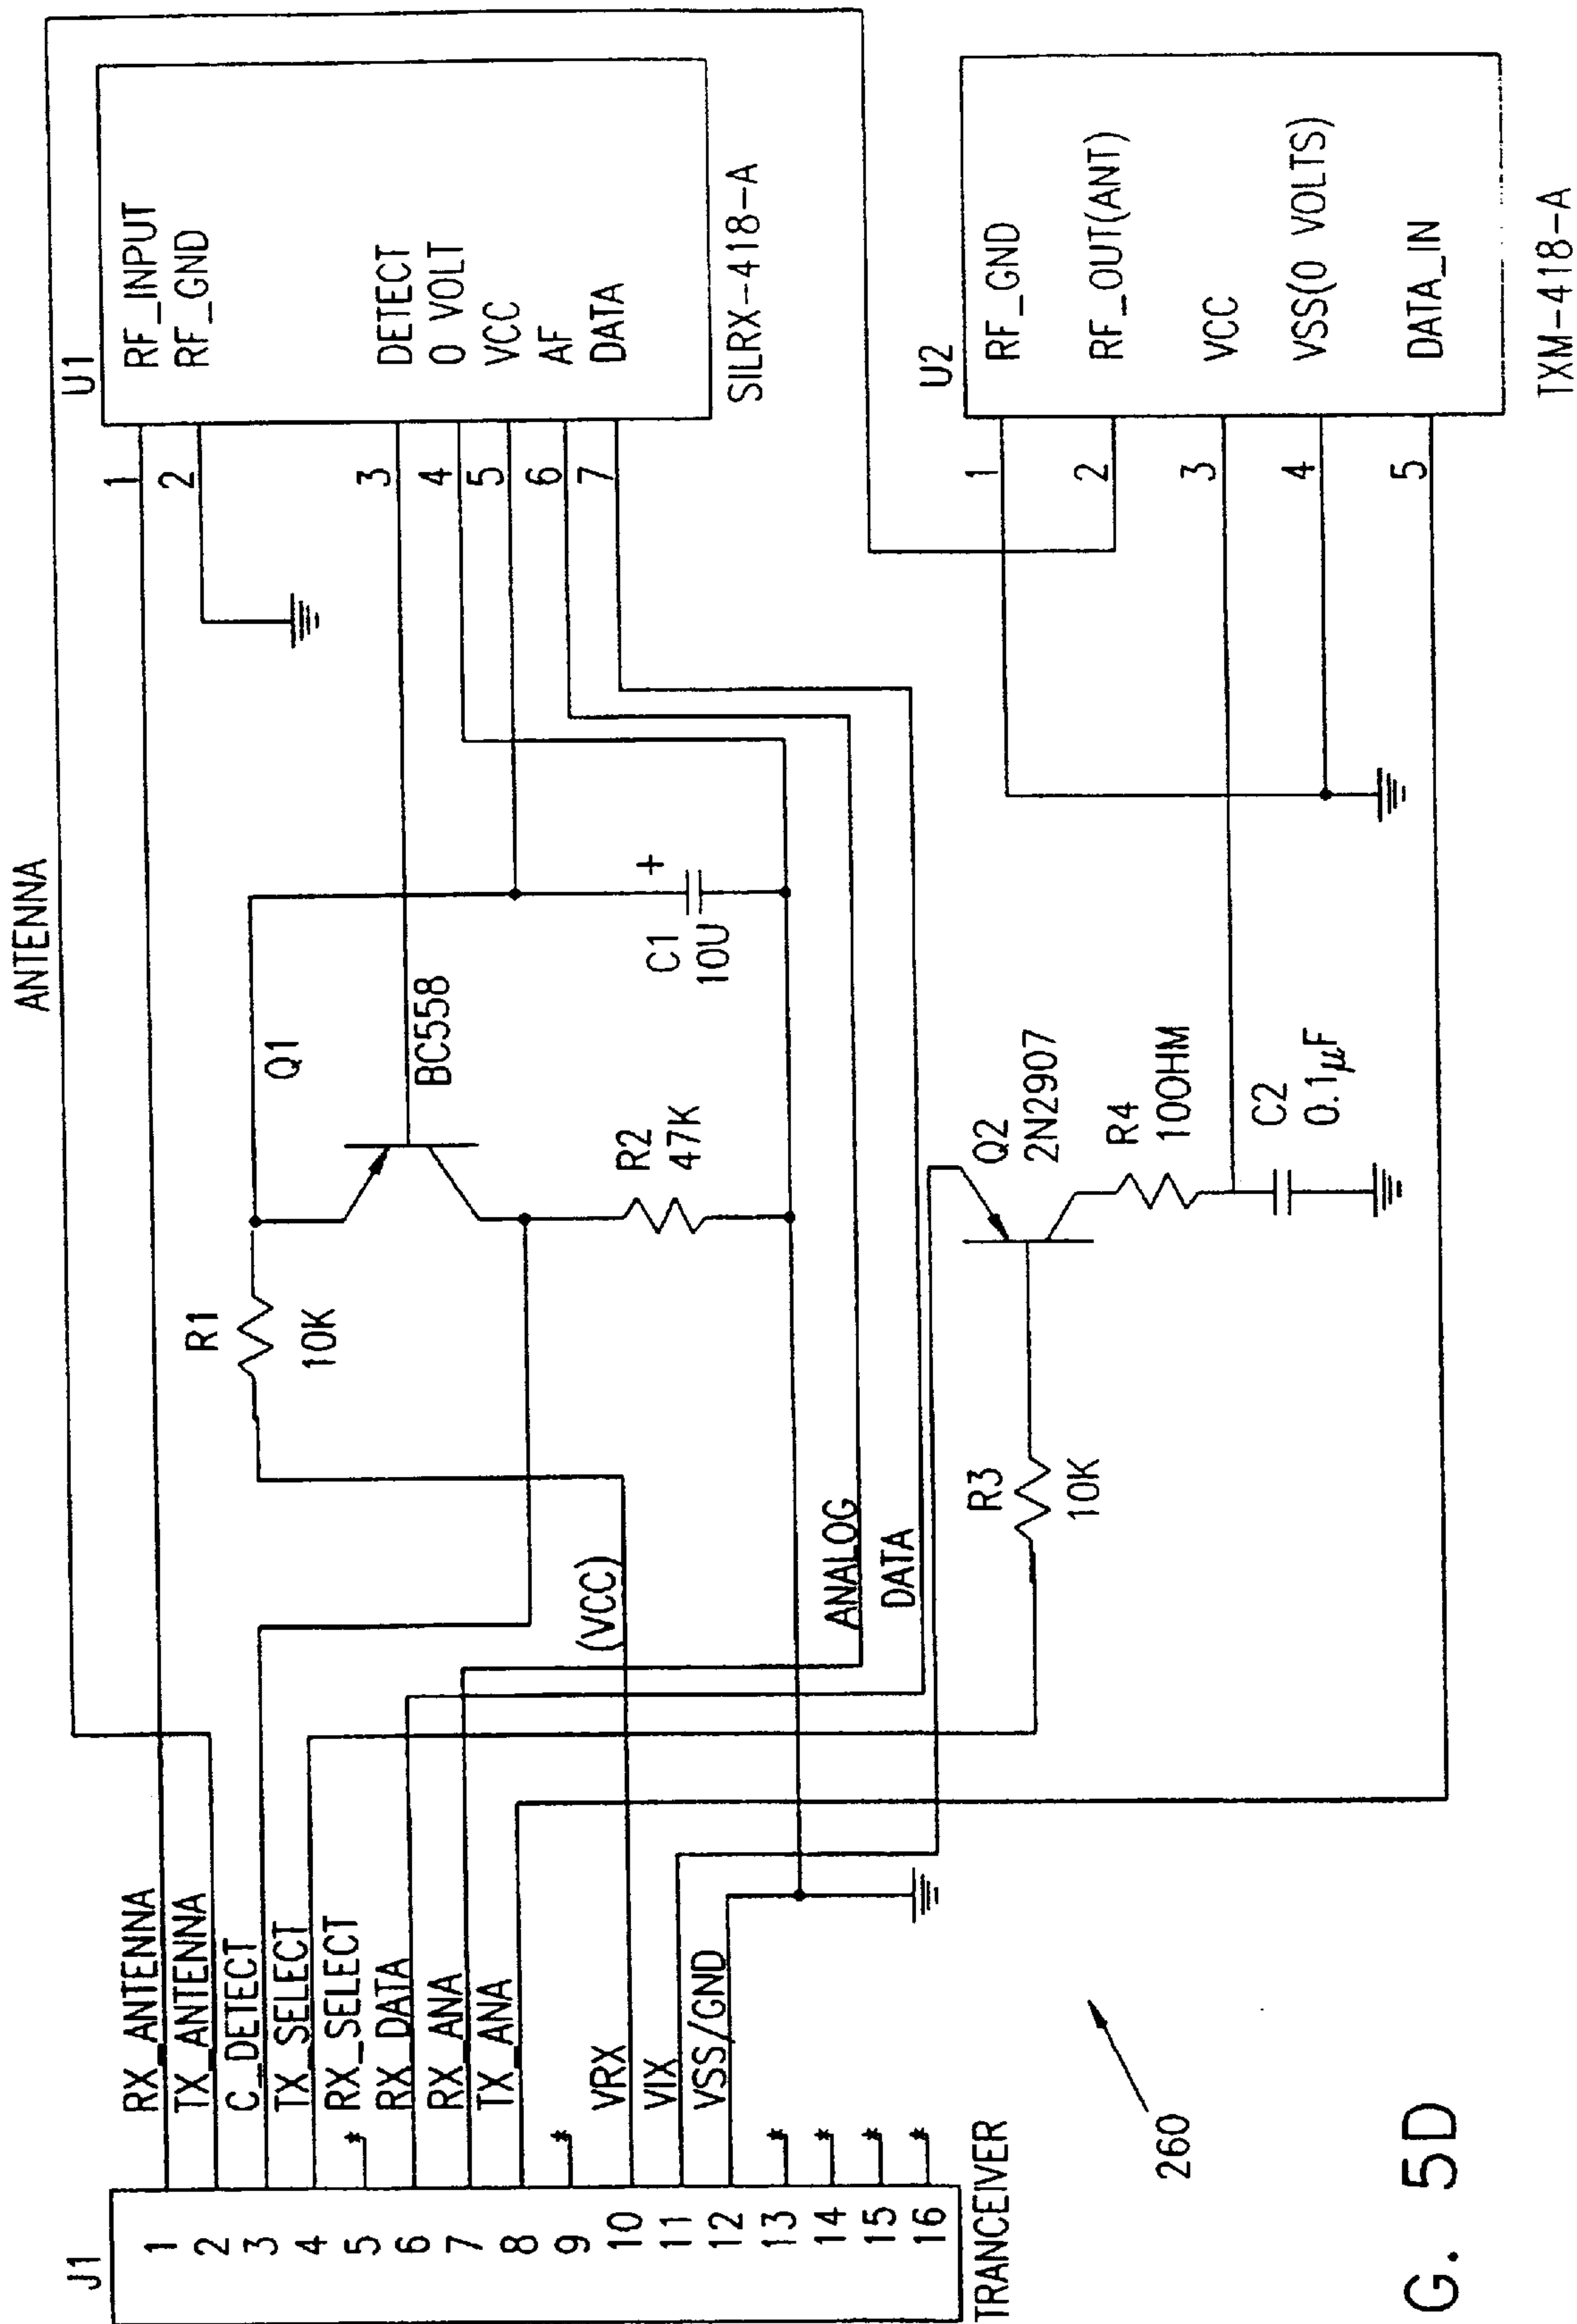 ANTENNA
J1
1
2
3
4
5
6
7
8
9
10
11
12
13
14
15
16
TRANCEIVER
RX_ANTENNA
TX_ANTENNA
C_DETECT
TX_SELECT
RX_SELECT
*
RX_DATA
RX_ANA
TX_ANA
*
VRX
VIX
VSS/GND
*
*
*
*
(VCC)
ANALOG
DATA
R1
10K
Q1
BC558
R2
47K
C1
10U
+
R3
10K
Q2
2N2907
R4
10OHM
C2
0.1µF
U1
1
2
3
4
5
6
7
RF_INPUT
RF_GND
DETECT
0 VOLT
VCC
AF
DATA
SILRX-418-A
U2
1
2
3
4
5
RF_GND
RF_OUT(ANT)
VCC
VSS(0 VOLTS)
DATA_IN
TXM-418-A
260
G. 5D